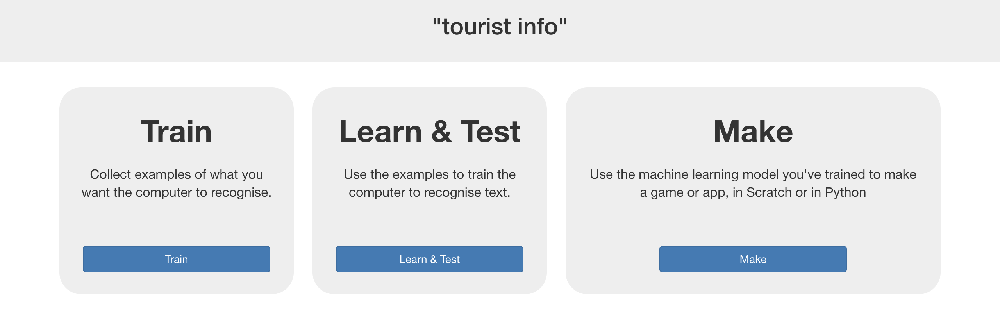 "tourist info"
Train
Collect examples of what you
want the computer to recognise.
Train
Learn & Test
Use the examples to train the
computer to recognise text.
Learn & Test
Make
Use the machine learning model you've trained to make
a game or app, in Scratch or in Python
Make